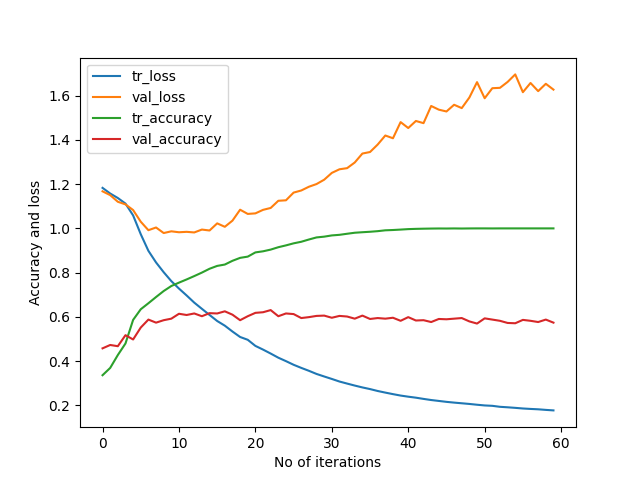 tr_loss
val_loss
tr_accuracy
val_accuracy
1.6
1.4
1.2
1.0
0.8
0.6
0.4
0.2
Accuracy and loss
0 10 20 30 40 50 60
No of iterations